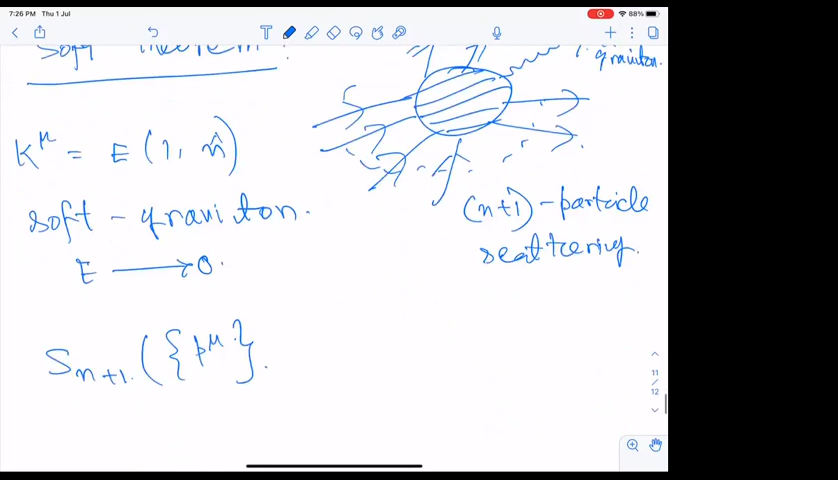 7:26 PM Thu 1 Jul
88%
Soft theorem:
graviton.
K^μ = E (1, n̂)
soft - graviton.
E ⟶ 0.
(n+1) - particle
scattering.
S_{n+1} ( { p^μ }
11
/
12